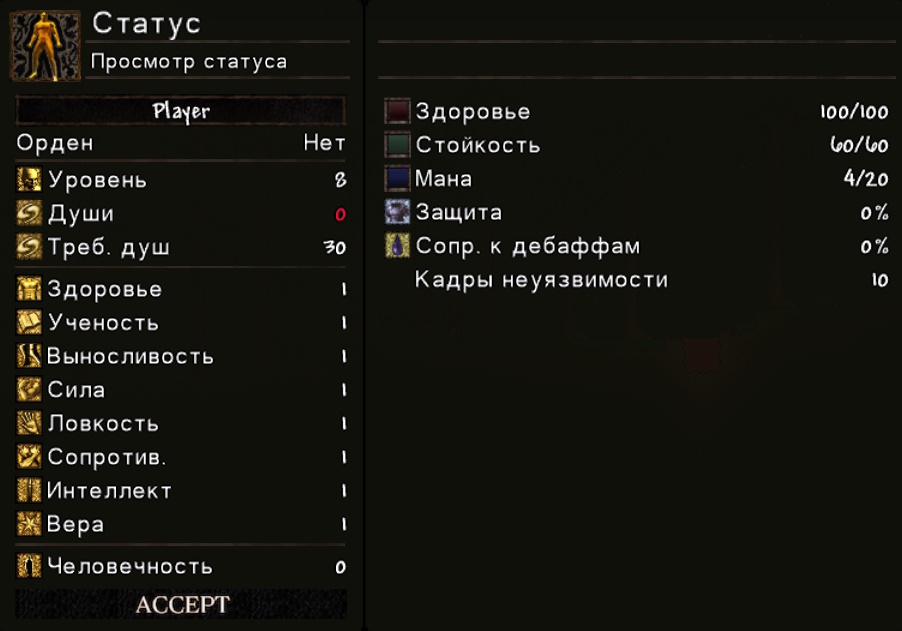 Статус
Просмотр статуса
Player
Орден Нет
Уровень 8
Души 0
Треб. душ 30
Здоровье 1
Ученость 1
Выносливость 1
Сила 1
Ловкость 1
Сопротив. 1
Интеллект 1
Вера 1
Человечность 0
ACCEPT
Здоровье 100/100
Стойкость 60/60
Мана 4/20
Защита 0%
Сопр. к дебаффам 0%
Кадры неуязвимости 10